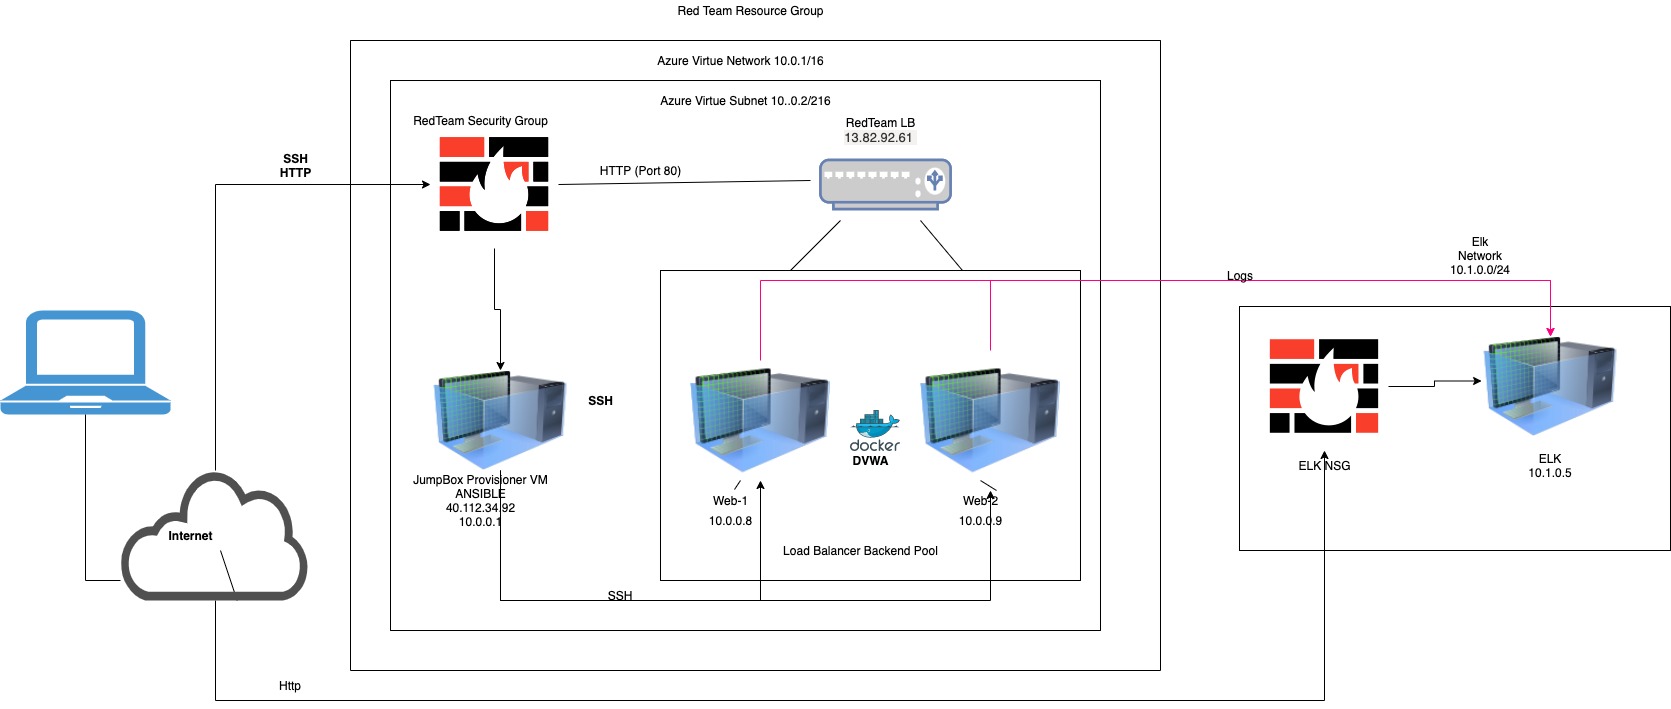 Red Team Resource Group
Azure Virtue Network 10.0.1/16
Azure Virtue Subnet 10..0.2/216
RedTeam Security Group
RedTeam LB
13.82.92.61
SSH
HTTP
HTTP (Port 80)
Elk
Network
10.1.0.0/24
Logs
SSH
docker
DVWA
JumpBox Provisioner VM
ANSIBLE
40.112.34.92
10.0.0.1
Web-1
10.0.0.8
Web-2
10.0.0.9
ELK NSG
ELK
10.1.0.5
Internet
Load Balancer Backend Pool
SSH
Http